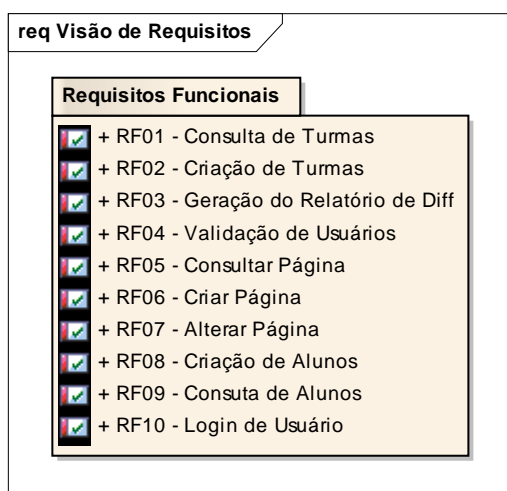 req Visão de Requisitos
Requisitos Funcionais
+ RF01 - Consulta de Turmas
+ RF02 - Criação de Turmas
+ RF03 - Geração do Relatório de Diff
+ RF04 - Validação de Usuários
+ RF05 - Consultar Página
+ RF06 - Criar Página
+ RF07 - Alterar Página
+ RF08 - Criação de Alunos
+ RF09 - Consuta de Alunos
+ RF10 - Login de Usuário